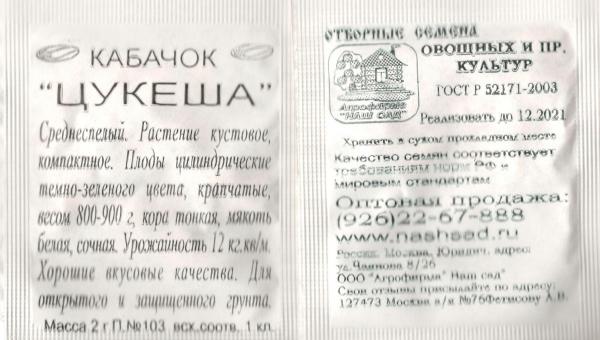 КАБАЧОК
"ЦУКЕША"
Среднеспелый. Растение кустовое,
компактное. Плоды цилиндрические
темно-зеленого цвета, крапчатые,
весом 800-900 г, кора тонкая, мякоть
белая, сочная. Урожайность 12 кг.кв/м.
Хорошие вкусовые качества. Для
открытого и защищенного грунта.
Масса 2 г П.№103 всх.соотв. 1 кл.
ОТБОРНЫЕ СЕМЕНА
ОВОЩНЫХ И ПР.
КУЛЬТУР
ГОСТ Р 52171-2003
Агрофирма
"НАШ САД"
Реализовать до 12.2021
Хранить в сухом прохладном месте
Качество семян соответствует
требованиям норм РФ и
мировым стандартам
Оптовая продажа:
(926)22-67-888
www.nashsad.ru
Россия, Москва, Юридич. адрес:
ул.Чаянова 8/26
ООО "Агрофирма" Наш сад"
Свои отзывы присылайте по адресу:
127473 Москва а/я №76Фетисову А.В.